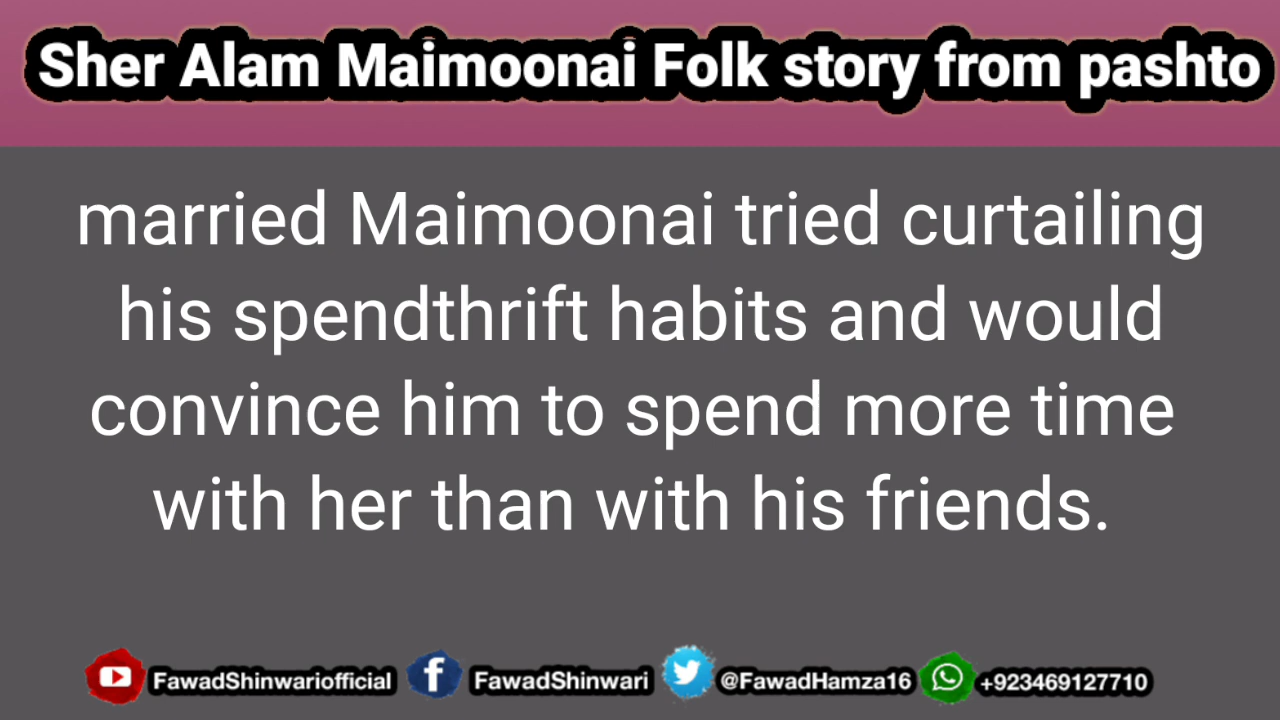 Sher Alam Maimoonai Folk story from pashto
married Maimoonai tried curtailing
his spendthrift habits and would
convince him to spend more time
with her than with his friends.
FawadShinwariofficial FawadShinwari @FawadHamza16 +923469127710